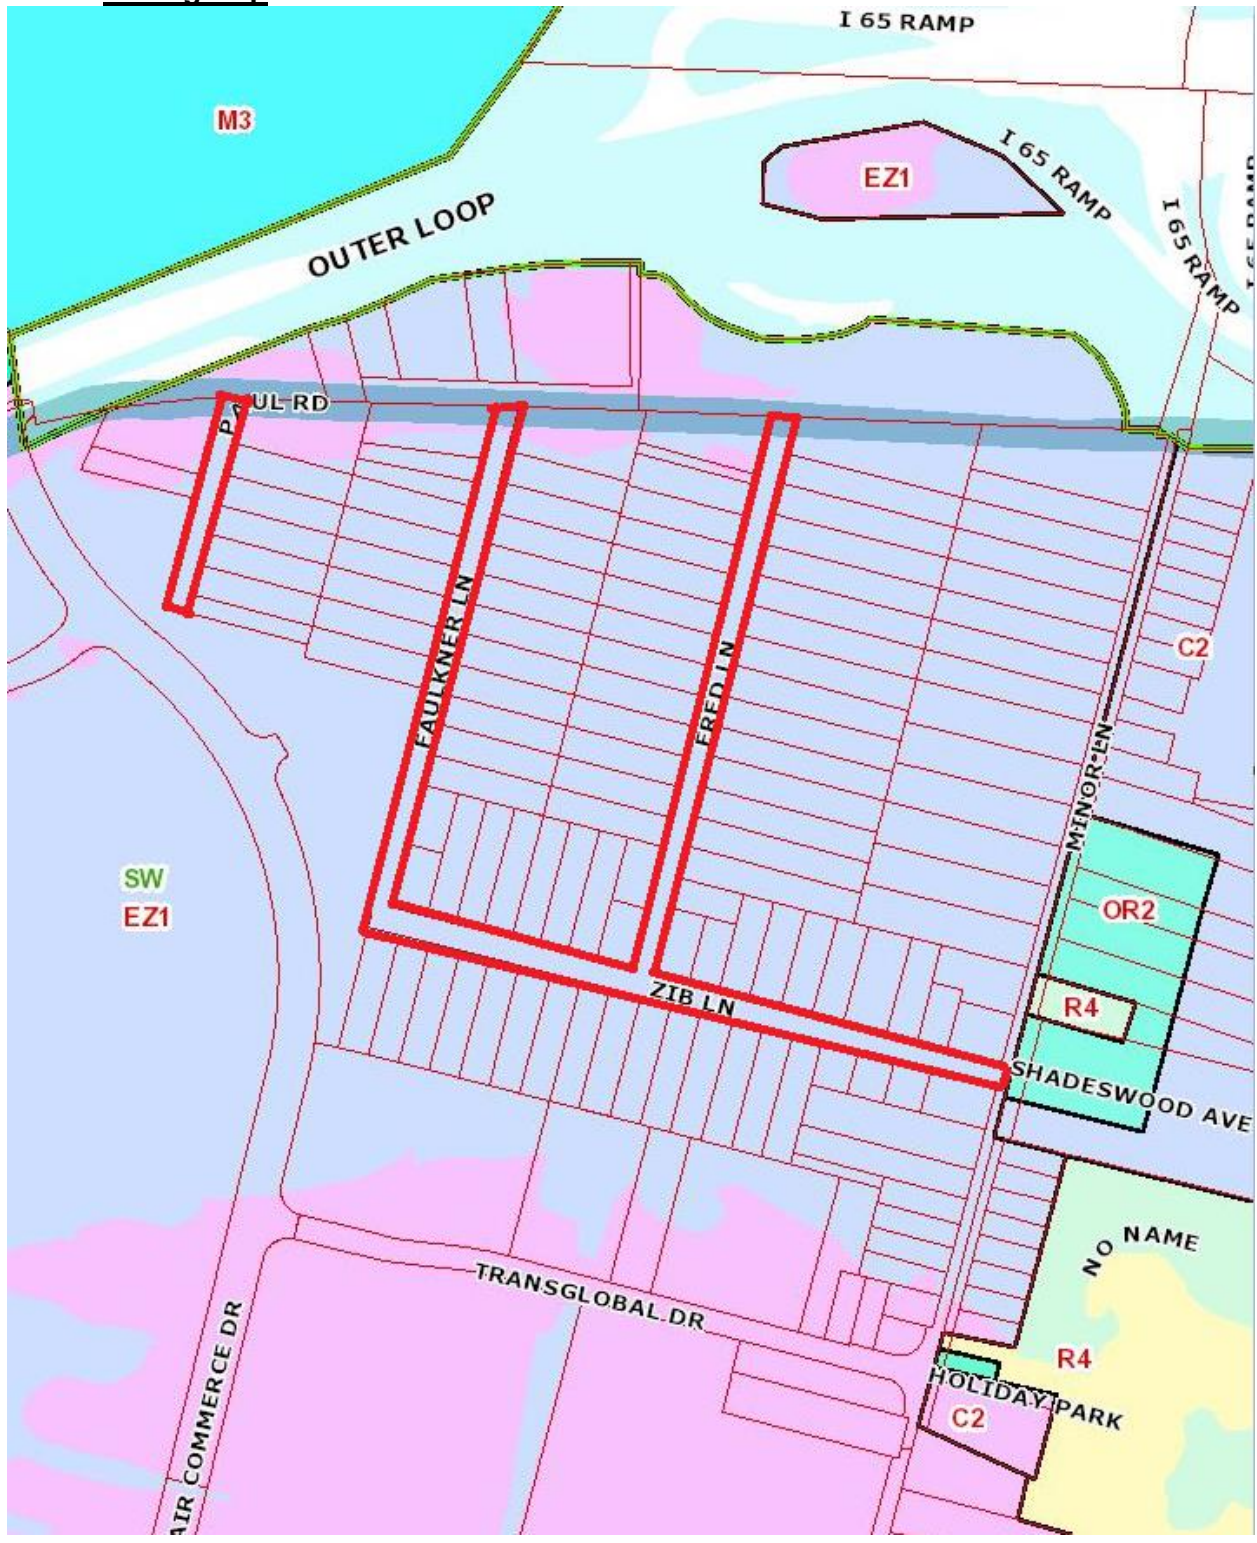 I 65 RAMP
M3
I 65 RAMP
EZ1
I 65 RAMP
OUTER LOOP
PAUL RD
FAULKNER LN
FRED LN
C2
MINOR LN
SW
EZ1
OR2
ZIB LN
R4
SHADESWOOD AVE
NO NAME
TRANSGLOBAL DR
AIR COMMERCE DR
R4
HOLIDAY PARK
C2